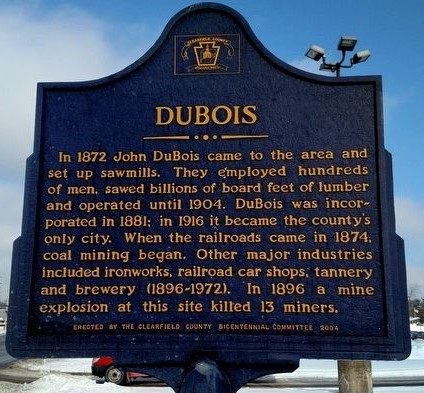 DUBOIS
In 1872 John DuBois came to the area and
set up sawmills. They employed hundreds
of men, sawed billions of board feet of lumber
and operated until 1904. DuBois was incor-
porated in 1881; in 1916 it became the county's
only city. When the railroads came in 1874,
coal mining began. Other major industries
included ironworks, railroad car shops, tannery
and brewery (1896-1972). In 1896 a mine
explosion at this site killed 13 miners.
ERECTED BY THE CLEARFIELD COUNTY BICENTENNIAL COMMITTEE 2004